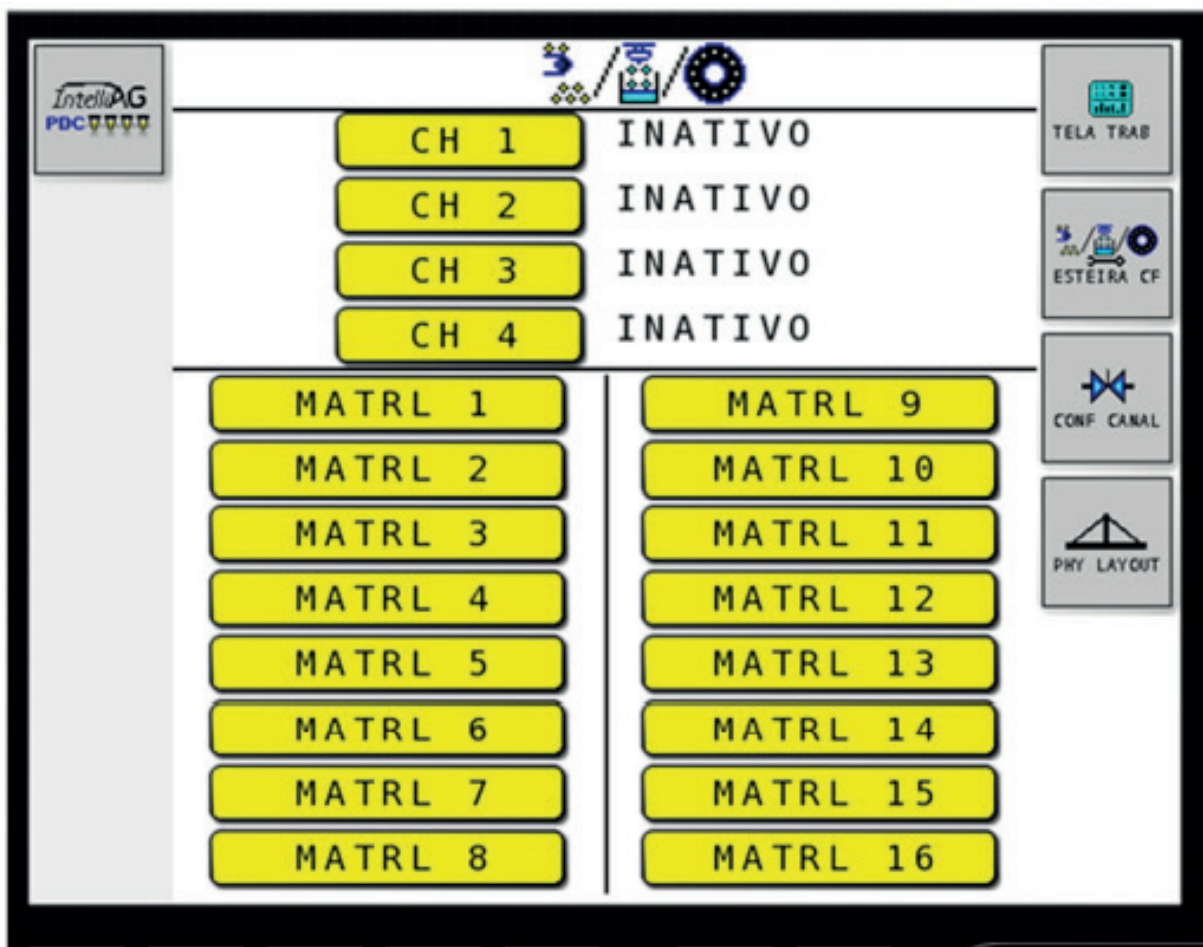 IntelliAG
PDC
CH 1 INATIVO
CH 2 INATIVO
CH 3 INATIVO
CH 4 INATIVO
MATRL 1
MATRL 2
MATRL 3
MATRL 4
MATRL 5
MATRL 6
MATRL 7
MATRL 8
MATRL 9
MATRL 10
MATRL 11
MATRL 12
MATRL 13
MATRL 14
MATRL 15
MATRL 16
TELA TRAB
ESTEIRA CF
CONF CANAL
PHY LAYOUT